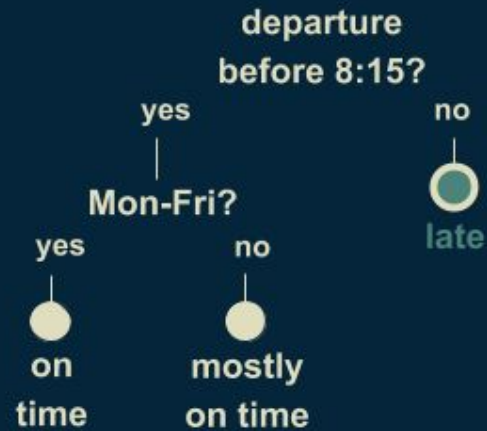 departure
before 8:15?
yes
no
Mon-Fri?
late
yes
no
on
time
mostly
on time